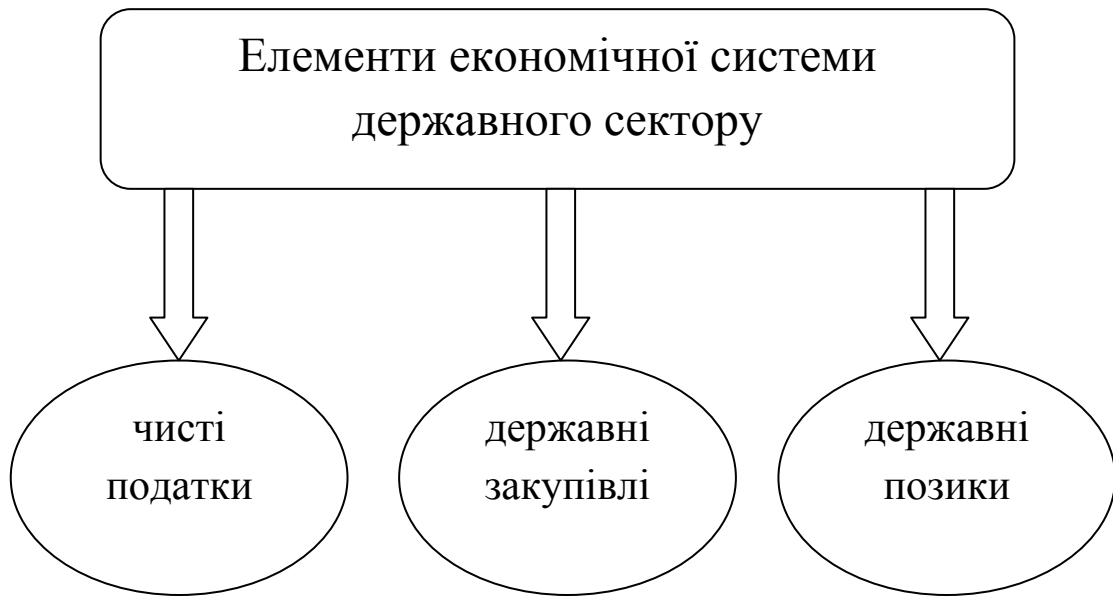 Елементи економічної системи
державного сектору
чисті
податки
державні
закупівлі
державні
позики